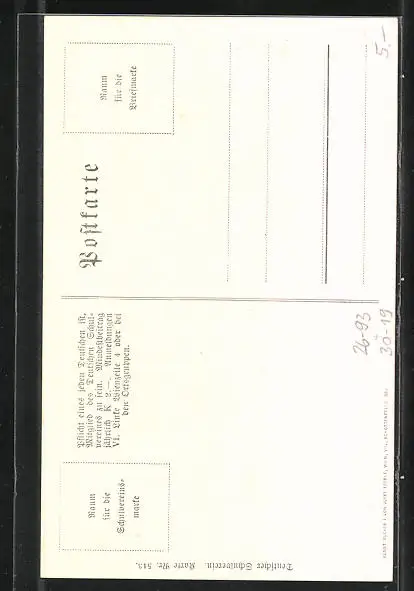 Raum
für die
Schulvereins-
marke
Pflicht eines jeden Deutschen ist,
Mitglied des Deutschen Schul-
vereines zu sein. Mindestbeitrag
jährlich K 2.—. Anmeldungen
VI. Linke Wienzeile 4 oder bei
den Ortsgruppen.
Postkarte
Raum
für die
Briefmarke
Deutscher Schulverein. Karte Nr. 513.
26-93
30-19
5.—